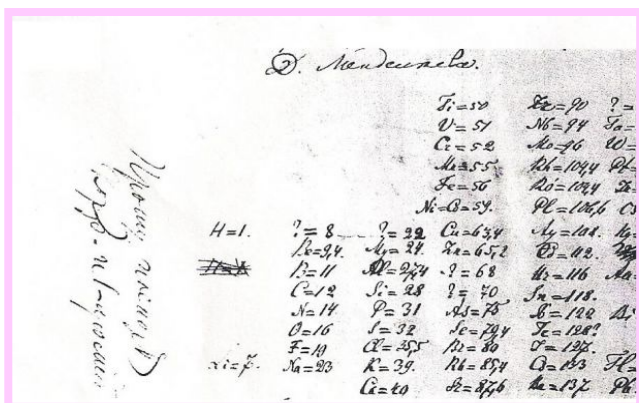 Д. Менделеев.
Ti=50 Zr=90 ?=
V=51 Nb=94 Ta=
Cr=52 Mo=96 W=
Mn=55 Rh=104,4 Pt=
Fe=56 Ru=104,4
Ni=Co=59. Pl=106,6
H=1. ?=8 ?=22 Cu=63,4 Ag=108.
Be=9,4 Mg=24. Zn=65,2 Cd=112.
B=11 Al=27,4 ?=68 Ur=116
C=12 Si=28 ?=70 Sn=118.
N=14 P=31 As=75 Sb=122
O=16 S=32 Se=79,4 Te=128?
F=19 Cl=35,5 Br=80 J=127.
Li=7. Na=23 K=39. Rb=85,4 Cs=133
Ca=40 Sr=87,6 Ba=137 Pb